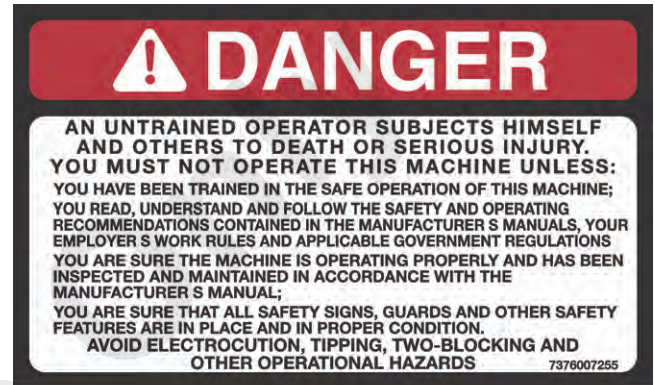 DANGER
AN UNTRAINED OPERATOR SUBJECTS HIMSELF
AND OTHERS TO DEATH OR SERIOUS INJURY.
YOU MUST NOT OPERATE THIS MACHINE UNLESS:
YOU HAVE BEEN TRAINED IN THE SAFE OPERATION OF THIS MACHINE;
YOU READ, UNDERSTAND AND FOLLOW THE SAFETY AND OPERATING
RECOMMENDATIONS CONTAINED IN THE MANUFACTURER S MANUALS, YOUR
EMPLOYER S WORK RULES AND APPLICABLE GOVERNMENT REGULATIONS
YOU ARE SURE THE MACHINE IS OPERATING PROPERLY AND HAS BEEN
INSPECTED AND MAINTAINED IN ACCORDANCE WITH THE
MANUFACTURER S MANUAL;
YOU ARE SURE THAT ALL SAFETY SIGNS, GUARDS AND OTHER SAFETY
FEATURES ARE IN PLACE AND IN PROPER CONDITION.
AVOID ELECTROCUTION, TIPPING, TWO-BLOCKING AND
OTHER OPERATIONAL HAZARDS 7376007255